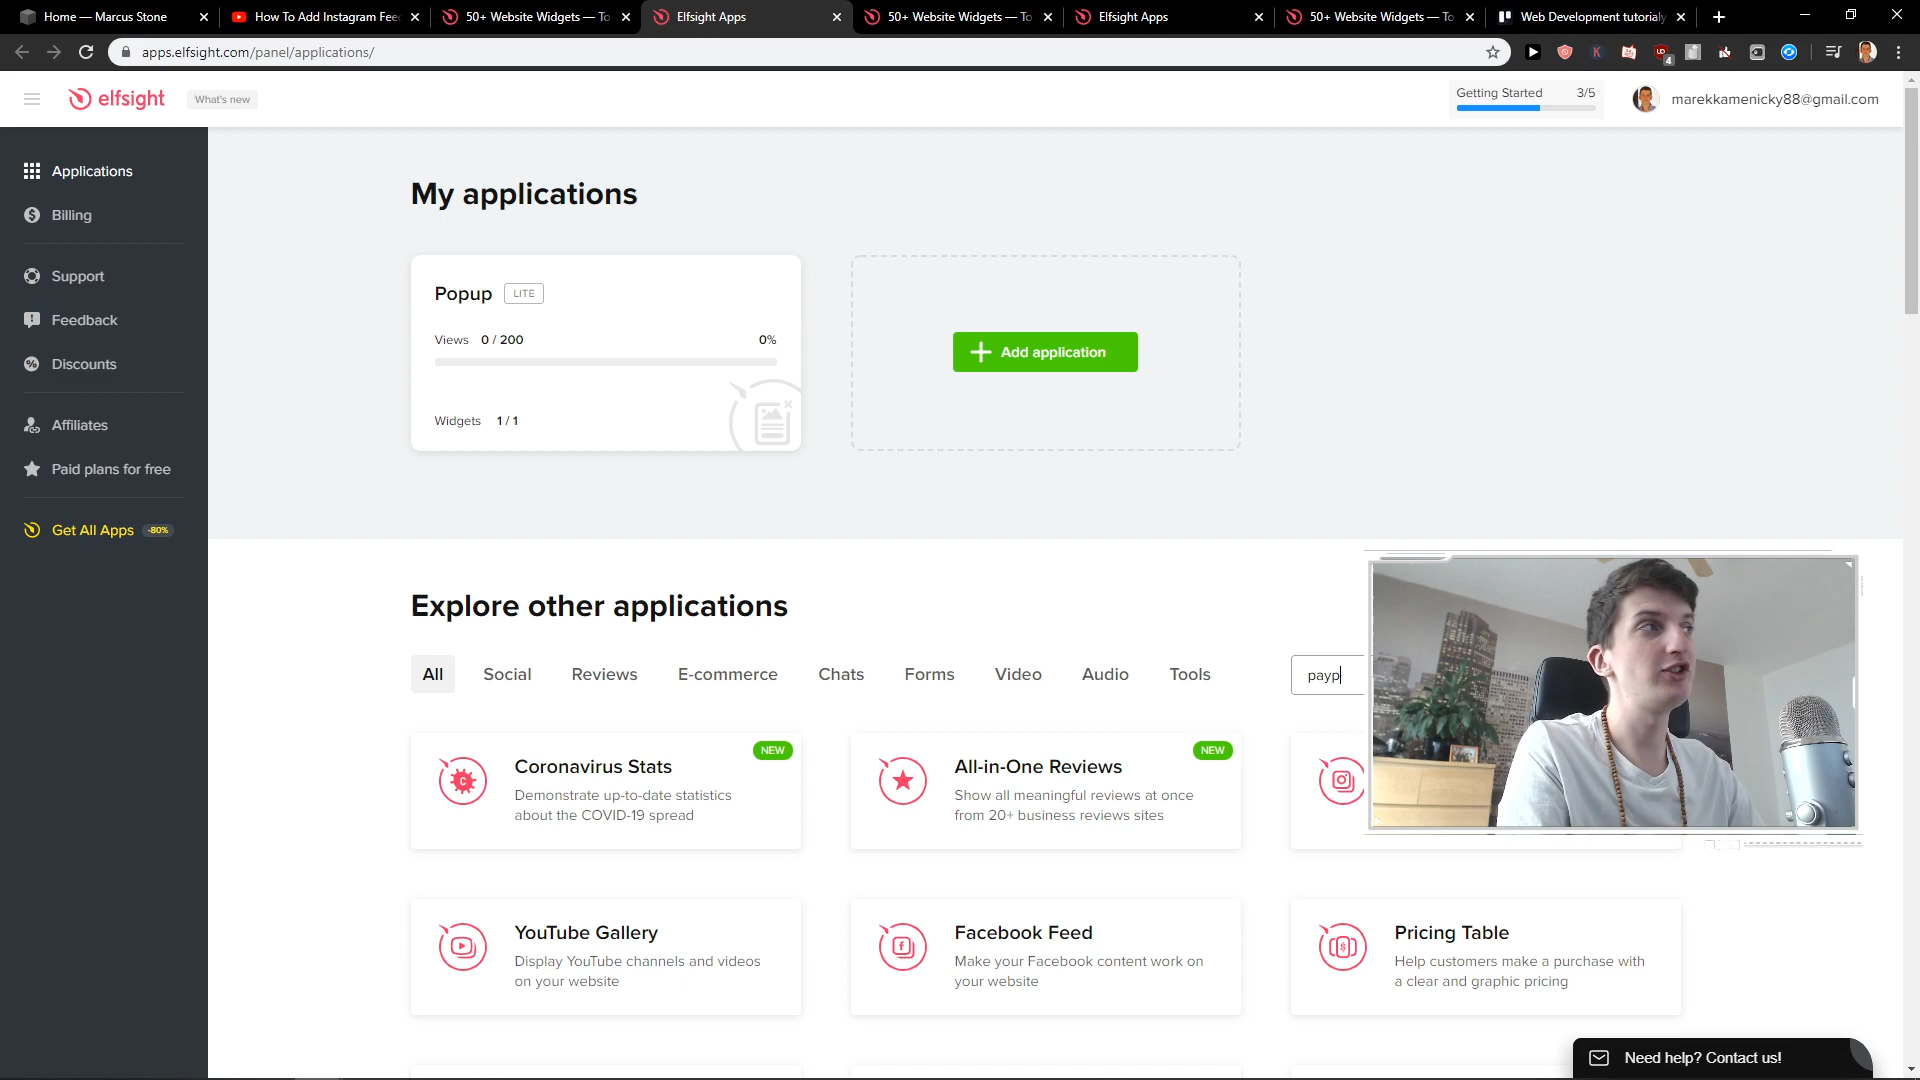 Home — Marcus Stone
How To Add Instagram Fee
50+ Website Widgets — To
Elfsight Apps
50+ Website Widgets — To
Elfsight Apps
50+ Website Widgets — To
Web Development tutorialy
apps.elfsight.com/panel/applications/
4
elfsight
What's new
Getting Started 3/5
marekkamenicky88@gmail.com
Applications
Billing
Support
Feedback
Discounts
Affiliates
Paid plans for free
Get All Apps -80%
My applications
Popup LITE
Views 0 / 200 0%
Widgets 1 / 1
Add application
Explore other applications
All Social Reviews E-commerce Chats Forms Video Audio Tools
payp
Coronavirus Stats
NEW
Demonstrate up-to-date statistics
about the COVID-19 spread
All-in-One Reviews
NEW
Show all meaningful reviews at once
from 20+ business reviews sites
YouTube Gallery
Display YouTube channels and videos
on your website
Facebook Feed
Make your Facebook content work on
your website
Pricing Table
Help customers make a purchase with
a clear and graphic pricing
Need help? Contact us!